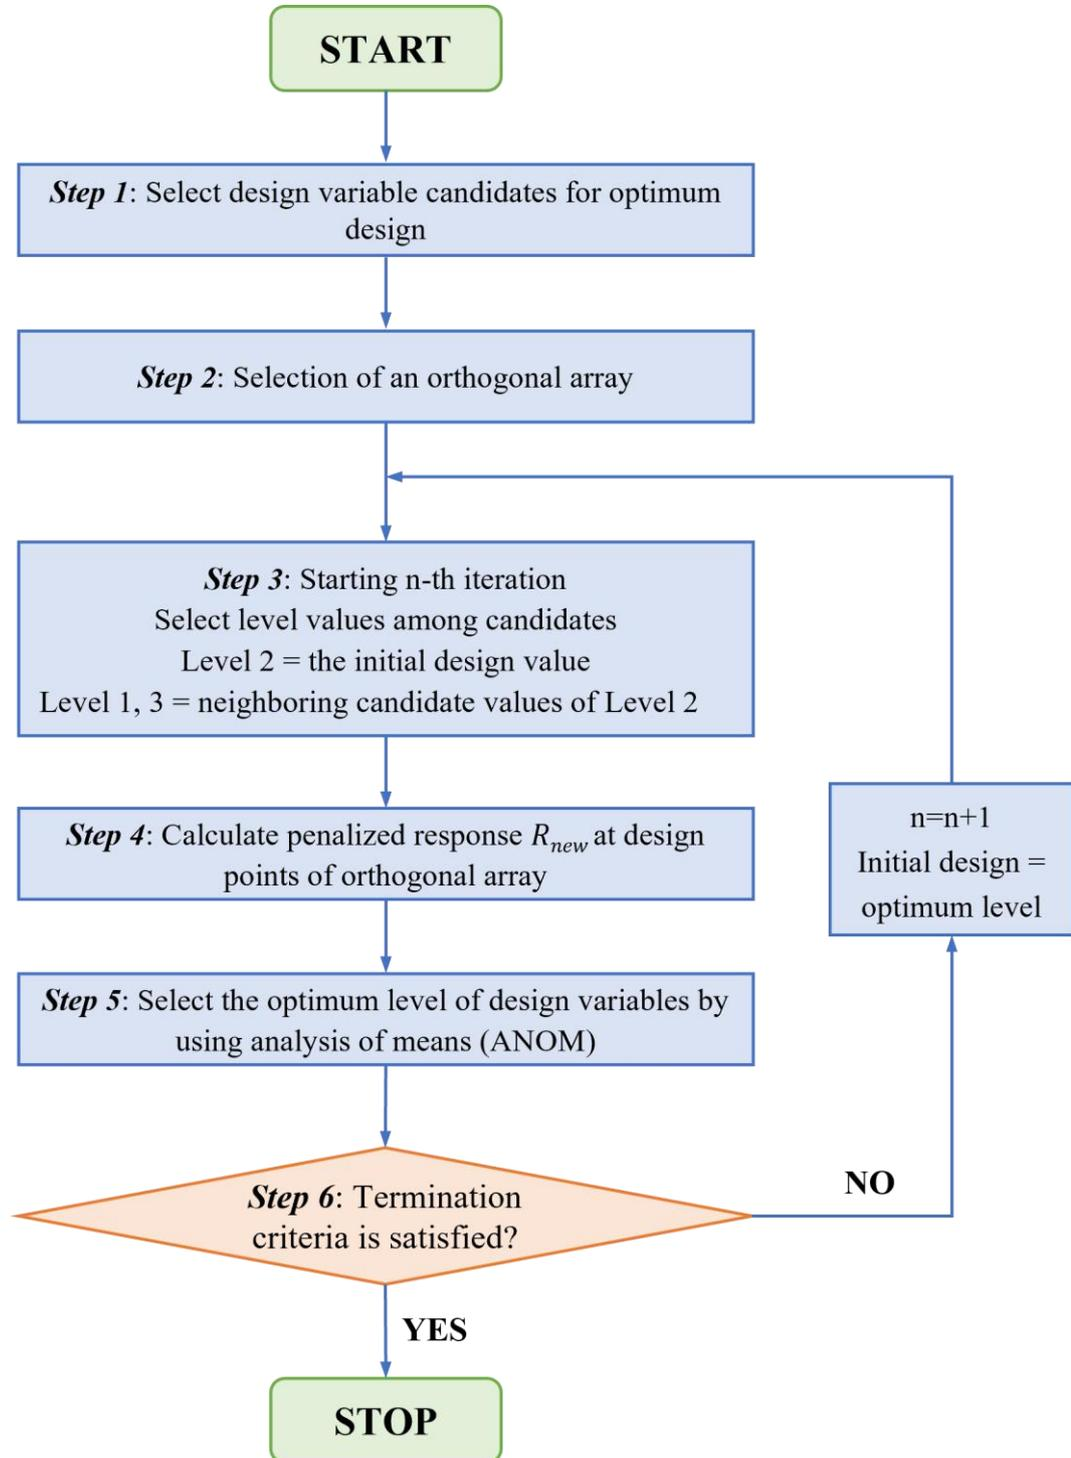 START
Step 1: Select design variable candidates for optimum
design
Step 2: Selection of an orthogonal array
Step 3: Starting n-th iteration
Select level values among candidates
Level 2 = the initial design value
Level 1, 3 = neighboring candidate values of Level 2
Step 4: Calculate penalized response R_new at design
points of orthogonal array
n=n+1
Initial design =
optimum level
Step 5: Select the optimum level of design variables by
using analysis of means (ANOM)
Step 6: Termination
criteria is satisfied?
NO
YES
STOP